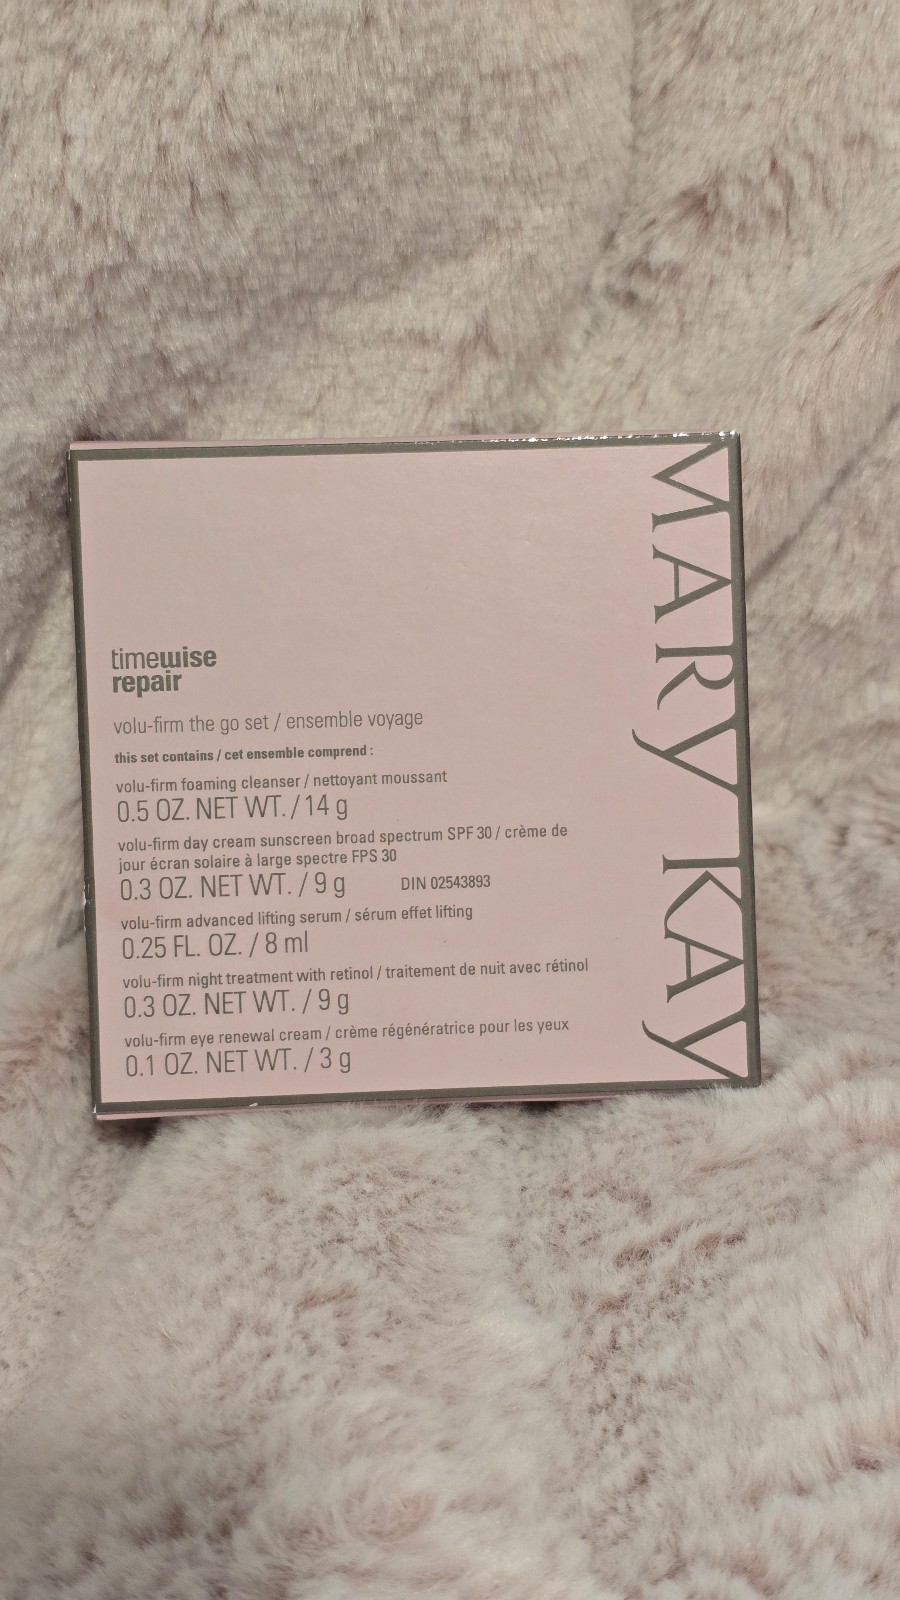 MARY KAY
timewise
repair
volu-firm the go set / ensemble voyage
this set contains / cet ensemble comprend :
volu-firm foaming cleanser / nettoyant moussant
0.5 OZ. NET WT. / 14 g
volu-firm day cream sunscreen broad spectrum SPF 30 / crème de
jour écran solaire à large spectre FPS 30
0.3 OZ. NET WT. / 9 g DIN 02543893
volu-firm advanced lifting serum / sérum effet lifting
0.25 FL. OZ. / 8 ml
volu-firm night treatment with retinol / traitement de nuit avec rétinol
0.3 OZ. NET WT. / 9 g
volu-firm eye renewal cream / crème régénératrice pour les yeux
0.1 OZ. NET WT. / 3 g